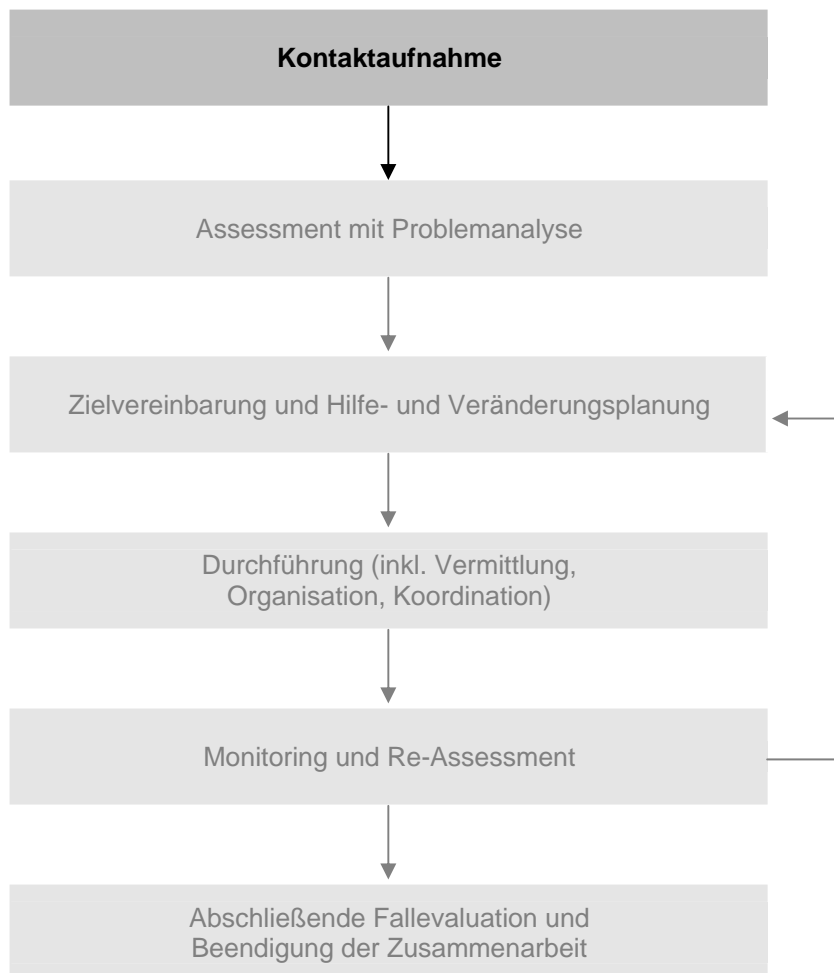 Kontaktaufnahme
Assessment mit Problemanalyse
Zielvereinbarung und Hilfe- und Veränderungsplanung
Durchführung (inkl. Vermittlung,
Organisation, Koordination)
Monitoring und Re-Assessment
Abschließende Fallevaluation und
Beendigung der Zusammenarbeit